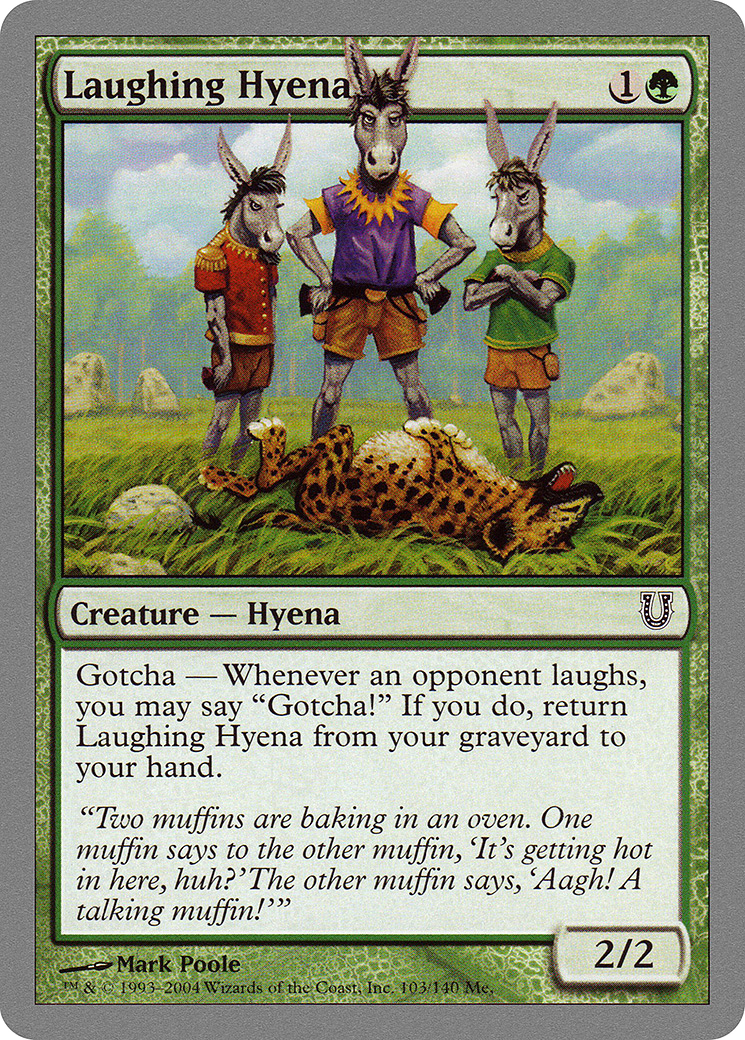 Laughing Hyena 1
Creature — Hyena
Gotcha — Whenever an opponent laughs,
you may say “Gotcha!” If you do, return
Laughing Hyena from your graveyard to
your hand.
“Two muffins are baking in an oven. One
muffin says to the other muffin, ‘It’s getting hot
in here, huh?’ The other muffin says, ‘Aagh! A
talking muffin!’”
2/2
Mark Poole
™ & © 1993–2004 Wizards of the Coast, Inc. 103/140 Me,